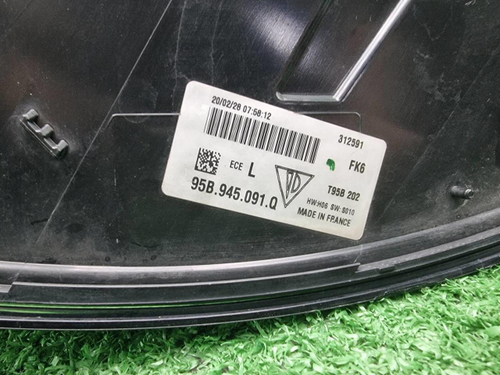 20/02/28 07:58:12
312591
FK6
ECE L
95B.945.091.Q
T95B 202
HW:H06 SW:8010
MADE IN FRANCE